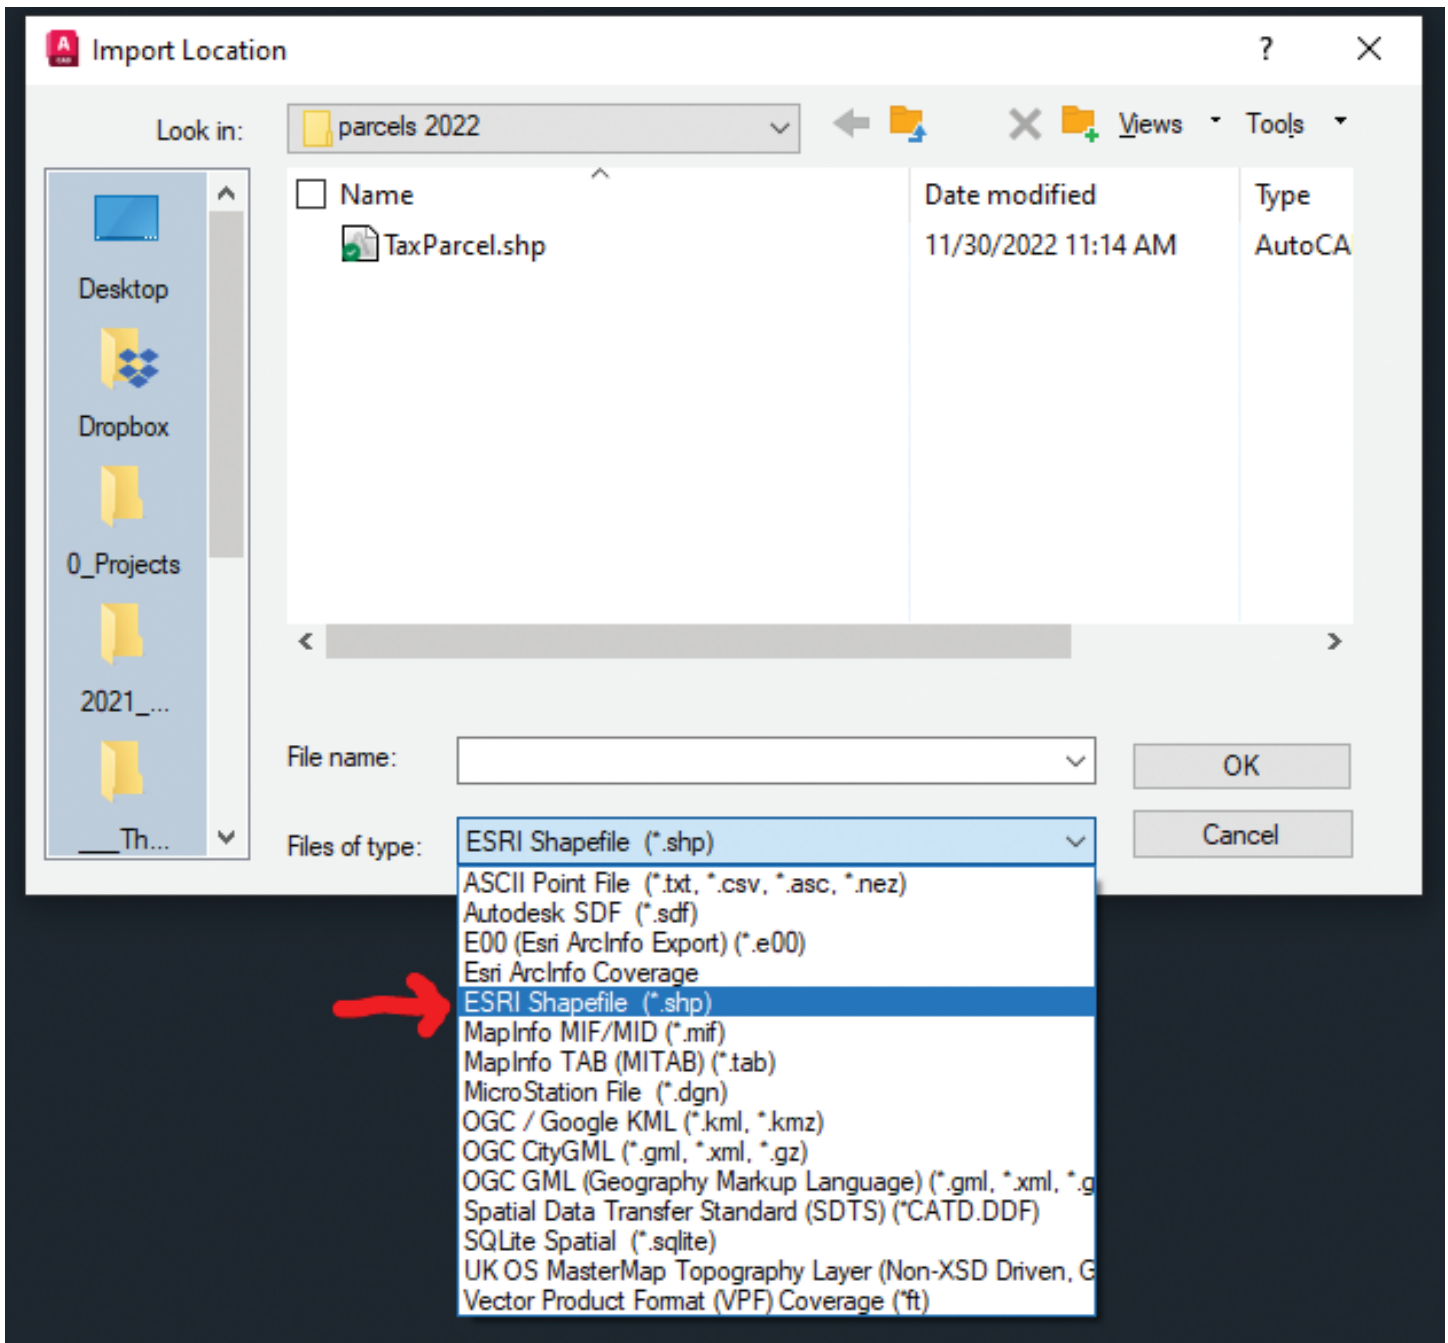 A
CAD
Import Location
?
Look in:
parcels 2022
Views
Tools
Name
Date modified
Type
TaxParcel.shp
11/30/2022 11:14 AM
AutoCA
Desktop
Dropbox
0_Projects
2021_...
___Th...
File name:
OK
Files of type:
ESRI Shapefile (*.shp)
Cancel
ASCII Point File (*.txt, *.csv, *.asc, *.nez)
Autodesk SDF (*.sdf)
E00 (Esri ArcInfo Export) (*.e00)
Esri ArcInfo Coverage
ESRI Shapefile (*.shp)
MapInfo MIF/MID (*.mif)
MapInfo TAB (MITAB) (*.tab)
MicroStation File (*.dgn)
OGC / Google KML (*.kml, *.kmz)
OGC CityGML (*.gml, *.xml, *.gz)
OGC GML (Geography Markup Language) (*.gml, *.xml, *.g
Spatial Data Transfer Standard (SDTS) (*CATD.DDF)
SQLite Spatial (*.sqlite)
UK OS MasterMap Topography Layer (Non-XSD Driven, G
Vector Product Format (VPF) Coverage (*ft)